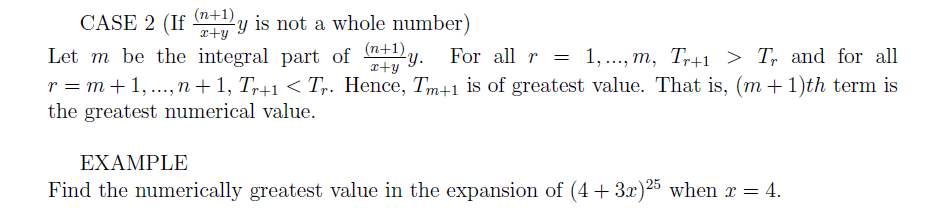 CASE 2 (If \frac{(n+1)}{x+y}y is not a whole number)
Let m be the integral part of \frac{(n+1)}{x+y}y. For all r = 1, ..., m, T_{r+1} > T_r and for all
r = m + 1, ..., n + 1, T_{r+1} < T_r. Hence, T_{m+1} is of greatest value. That is, (m + 1)th term is
the greatest numerical value.
EXAMPLE
Find the numerically greatest value in the expansion of (4 + 3x)^{25} when x = 4.